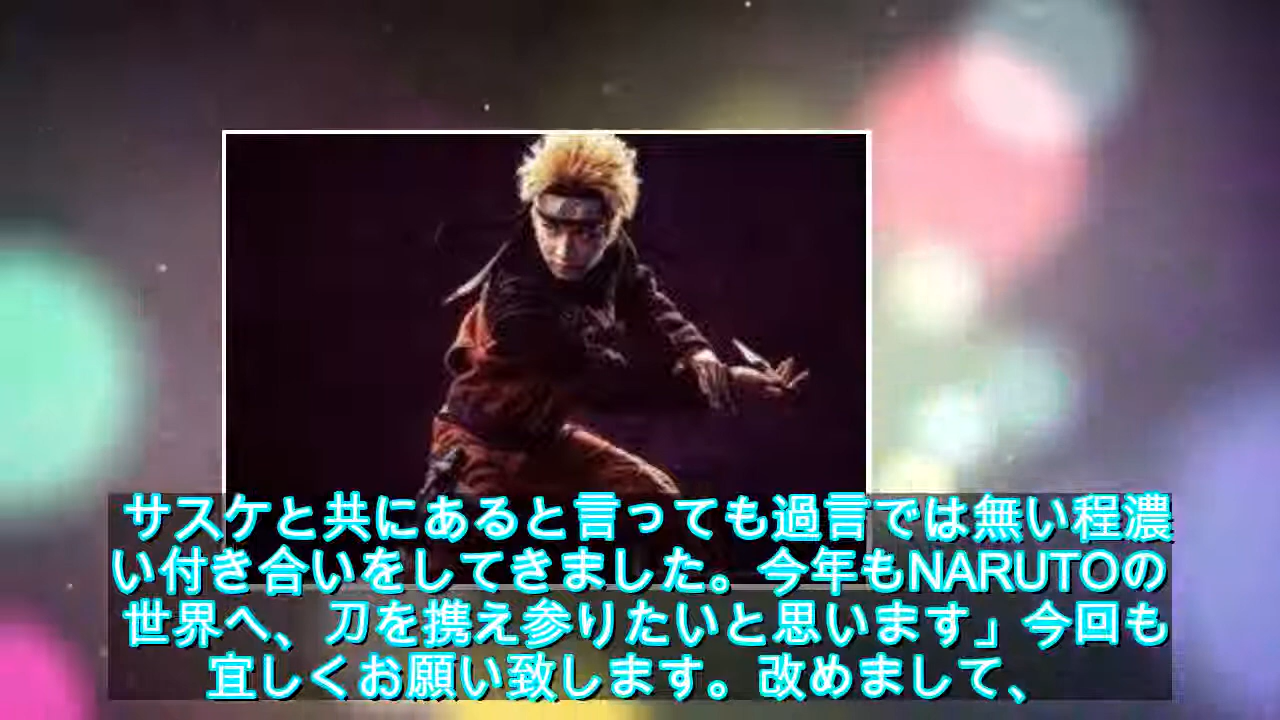 サスケと共にあると言っても過言では無い程濃
い付き合いをしてきました。今年もNARUTOの
世界へ、刀を携え参りたいと思います」今回も
宜しくお願い致します。改めまして、